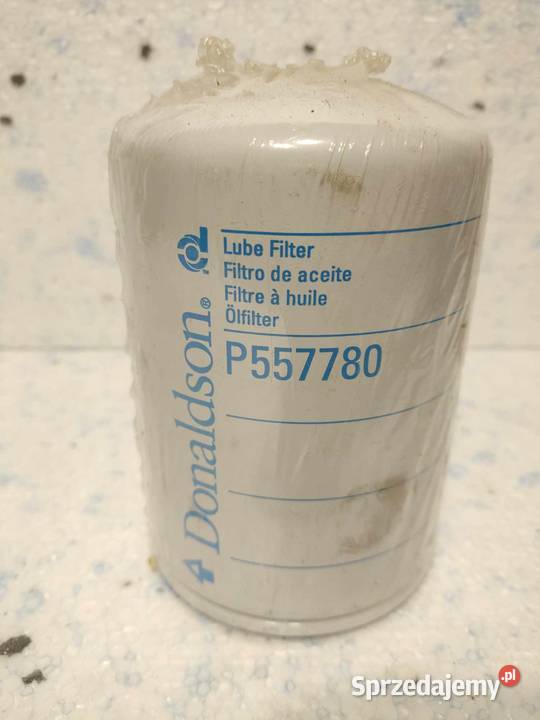 Lube Filter
Filtro de aceite
Filtre à huile
Ölfilter
P557780
Donaldson®
Sprzedajemy.pl